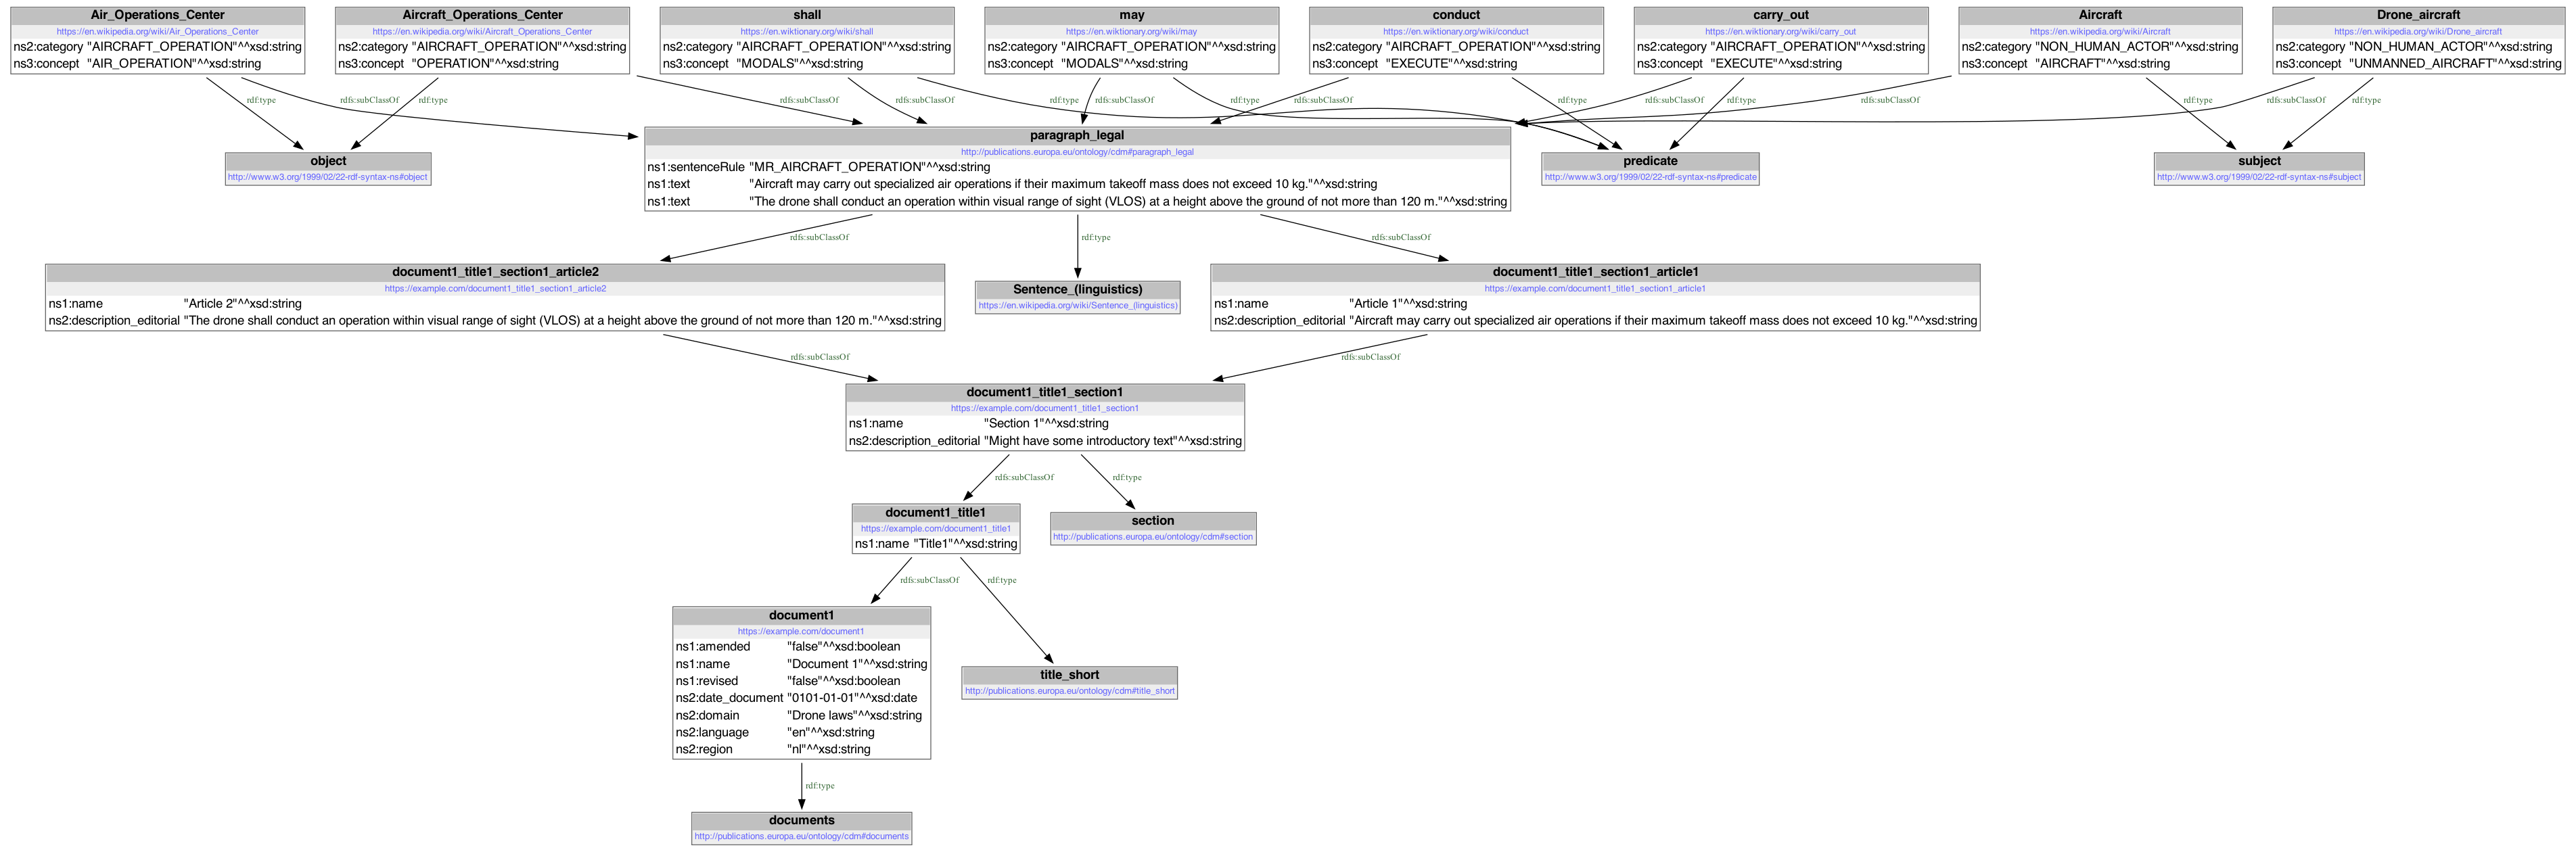 Air_Operations_Center
https://en.wikipedia.org/wiki/Air_Operations_Center
ns2:category "AIRCRAFT_OPERATION"^^xsd:string
ns3:concept "AIR_OPERATION"^^xsd:string
Aircraft_Operations_Center
https://en.wikipedia.org/wiki/Aircraft_Operations_Center
ns2:category "AIRCRAFT_OPERATION"^^xsd:string
ns3:concept "OPERATION"^^xsd:string
shall
https://en.wiktionary.org/wiki/shall
ns2:category "AIRCRAFT_OPERATION"^^xsd:string
ns3:concept "MODALS"^^xsd:string
may
https://en.wiktionary.org/wiki/may
ns2:category "AIRCRAFT_OPERATION"^^xsd:string
ns3:concept "MODALS"^^xsd:string
conduct
https://en.wiktionary.org/wiki/conduct
ns2:category "AIRCRAFT_OPERATION"^^xsd:string
ns3:concept "EXECUTE"^^xsd:string
carry_out
https://en.wiktionary.org/wiki/carry_out
ns2:category "AIRCRAFT_OPERATION"^^xsd:string
ns3:concept "EXECUTE"^^xsd:string
Aircraft
https://en.wikipedia.org/wiki/Aircraft
ns2:category "NON_HUMAN_ACTOR"^^xsd:string
ns3:concept "AIRCRAFT"^^xsd:string
Drone_aircraft
https://en.wikipedia.org/wiki/Drone_aircraft
ns2:category "NON_HUMAN_ACTOR"^^xsd:string
ns3:concept "UNMANNED_AIRCRAFT"^^xsd:string
rdf:type
rdfs:subClassOf
rdf:type
rdfs:subClassOf
rdfs:subClassOf
rdf:type
rdfs:subClassOf
rdf:type
rdfs:subClassOf
rdf:type
rdfs:subClassOf
rdf:type
rdfs:subClassOf
rdf:type
rdfs:subClassOf
rdf:type
object
http://www.w3.org/1999/02/22-rdf-syntax-ns#object
paragraph_legal
http://publications.europa.eu/ontology/cdm#paragraph_legal
ns1:sentenceRule "MR_AIRCRAFT_OPERATION"^^xsd:string
ns1:text "Aircraft may carry out specialized air operations if their maximum takeoff mass does not exceed 10 kg."^^xsd:string
ns1:text "The drone shall conduct an operation within visual range of sight (VLOS) at a height above the ground of not more than 120 m."^^xsd:string
predicate
http://www.w3.org/1999/02/22-rdf-syntax-ns#predicate
subject
http://www.w3.org/1999/02/22-rdf-syntax-ns#subject
rdfs:subClassOf
rdf:type
rdfs:subClassOf
document1_title1_section1_article2
https://example.com/document1_title1_section1_article2
ns1:name "Article 2"^^xsd:string
ns2:description_editorial "The drone shall conduct an operation within visual range of sight (VLOS) at a height above the ground of not more than 120 m."^^xsd:string
Sentence_(linguistics)
https://en.wikipedia.org/wiki/Sentence_(linguistics)
document1_title1_section1_article1
https://example.com/document1_title1_section1_article1
ns1:name "Article 1"^^xsd:string
ns2:description_editorial "Aircraft may carry out specialized air operations if their maximum takeoff mass does not exceed 10 kg."^^xsd:string
rdfs:subClassOf
rdfs:subClassOf
document1_title1_section1
https://example.com/document1_title1_section1
ns1:name "Section 1"^^xsd:string
ns2:description_editorial "Might have some introductory text"^^xsd:string
rdfs:subClassOf
rdf:type
document1_title1
https://example.com/document1_title1
ns1:name "Title1"^^xsd:string
section
http://publications.europa.eu/ontology/cdm#section
rdfs:subClassOf
rdf:type
document1
https://example.com/document1
ns1:amended "false"^^xsd:boolean
ns1:name "Document 1"^^xsd:string
ns1:revised "false"^^xsd:boolean
ns2:date_document "0101-01-01"^^xsd:date
ns2:domain "Drone laws"^^xsd:string
ns2:language "en"^^xsd:string
ns2:region "nl"^^xsd:string
title_short
http://publications.europa.eu/ontology/cdm#title_short
rdf:type
documents
http://publications.europa.eu/ontology/cdm#documents